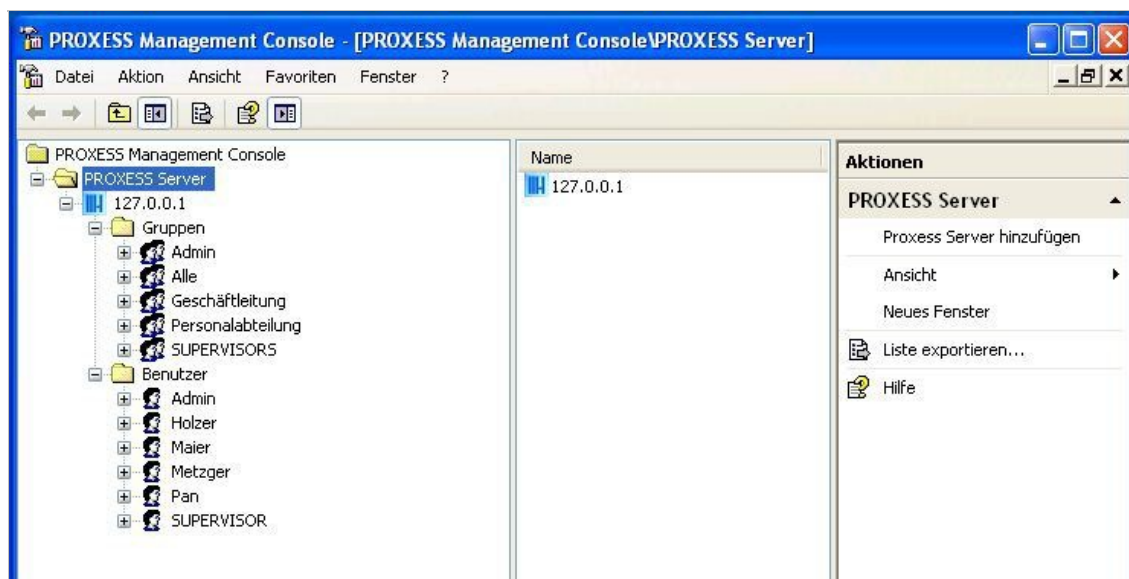 PROXESS Management Console - [PROXESS Management Console\PROXESS Server]
Datei Aktion Ansicht Favoriten Fenster ?
PROXESS Management Console
PROXESS Server
127.0.0.1
Gruppen
Admin
Alle
Geschäftleitung
Personalabteilung
SUPERVISORS
Benutzer
Admin
Holzer
Maier
Metzger
Pan
SUPERVISOR
Name
127.0.0.1
Aktionen
PROXESS Server
Proxess Server hinzufügen
Ansicht
Neues Fenster
Liste exportieren...
Hilfe